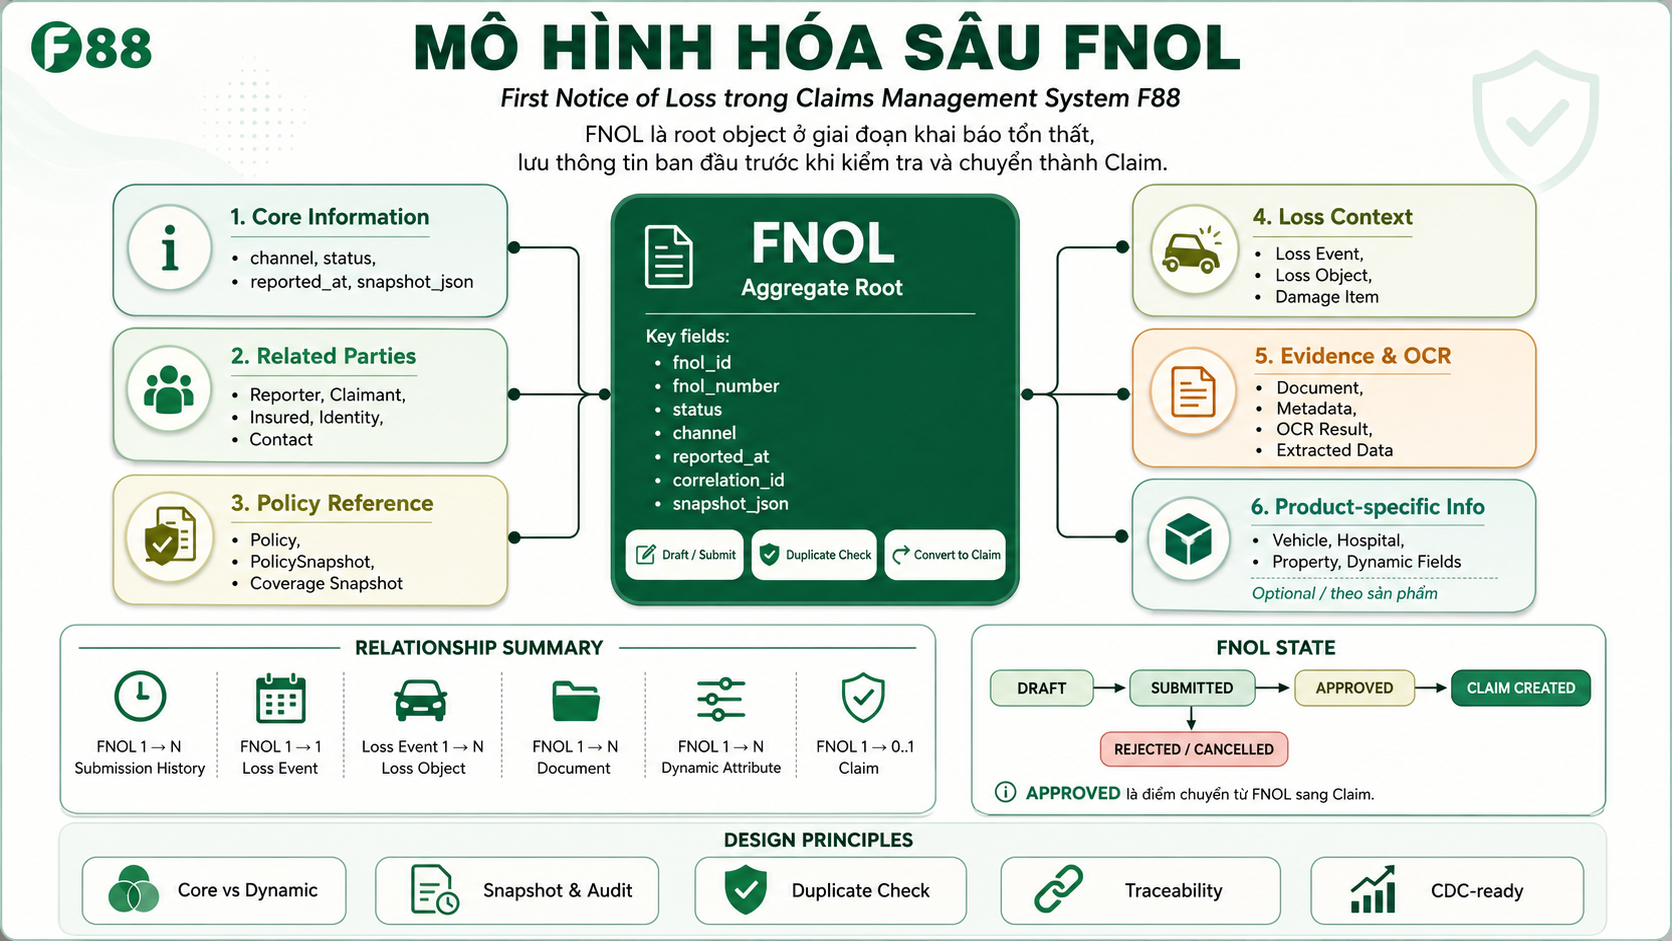 F88
MÔ HÌNH HÓA SÂU FNOL
First Notice of Loss trong Claims Management System F88
FNOL là root object ở giai đoạn khai báo tổn thất,
lưu thông tin ban đầu trước khi kiểm tra và chuyển thành Claim.
1. Core Information
• channel, status,
• reported_at, snapshot_json
2. Related Parties
• Reporter, Claimant,
• Insured, Identity,
• Contact
3. Policy Reference
• Policy,
• PolicySnapshot,
• Coverage Snapshot
FNOL
Aggregate Root
Key fields:
• fnol_id
• fnol_number
• status
• channel
• reported_at
• correlation_id
• snapshot_json
Draft / Submit
Duplicate Check
Convert to Claim
4. Loss Context
• Loss Event,
• Loss Object,
• Damage Item
5. Evidence & OCR
• Document,
• Metadata,
• OCR Result,
• Extracted Data
6. Product-specific Info
• Vehicle, Hospital,
• Property, Dynamic Fields
Optional / theo sản phẩm
RELATIONSHIP SUMMARY
FNOL 1 → N
Submission History
FNOL 1 → 1
Loss Event
Loss Event 1 → N
Loss Object
FNOL 1 → N
Document
FNOL 1 → N
Dynamic Attribute
FNOL 1 → 0..1
Claim
FNOL STATE
DRAFT
SUBMITTED
APPROVED
CLAIM CREATED
REJECTED / CANCELLED
APPROVED là điểm chuyển từ FNOL sang Claim.
DESIGN PRINCIPLES
Core vs Dynamic
Snapshot & Audit
Duplicate Check
Traceability
CDC-ready